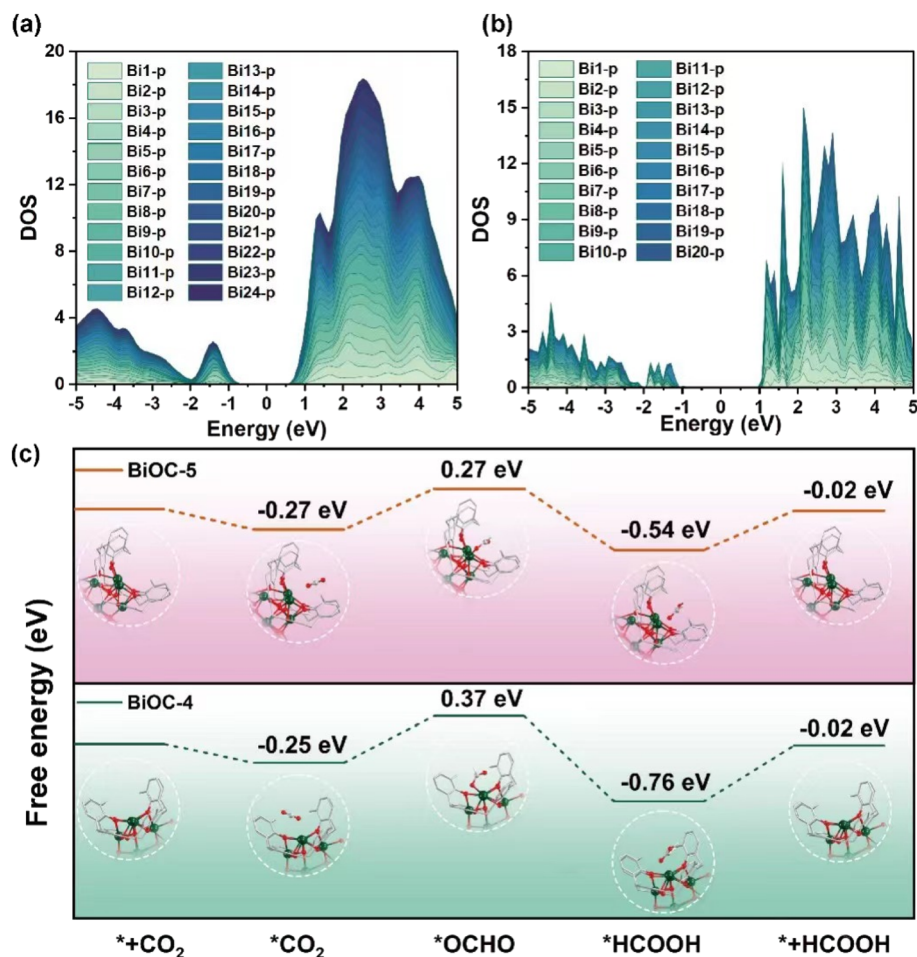 (a)
20
16
12
8
4
0
DOS
Bi1-p
Bi2-p
Bi3-p
Bi4-p
Bi5-p
Bi6-p
Bi7-p
Bi8-p
Bi9-p
Bi10-p
Bi11-p
Bi12-p
Bi13-p
Bi14-p
Bi15-p
Bi16-p
Bi17-p
Bi18-p
Bi19-p
Bi20-p
Bi21-p
Bi22-p
Bi23-p
Bi24-p
-5 -4 -3 -2 -1 0 1 2 3 4 5
Energy (eV)
(b)
18
15
12
9
6
3
0
DOS
Bi1-p
Bi2-p
Bi3-p
Bi4-p
Bi5-p
Bi6-p
Bi7-p
Bi8-p
Bi9-p
Bi10-p
Bi11-p
Bi12-p
Bi13-p
Bi14-p
Bi15-p
Bi16-p
Bi17-p
Bi18-p
Bi19-p
Bi20-p
-5 -4 -3 -2 -1 0 1 2 3 4 5
Energy (eV)
(c)
Free energy (eV)
BiOC-5
-0.27 eV
0.27 eV
-0.54 eV
-0.02 eV
BiOC-4
-0.25 eV
0.37 eV
-0.76 eV
-0.02 eV
*+CO₂ *CO₂ *OCHO *HCOOH *+HCOOH